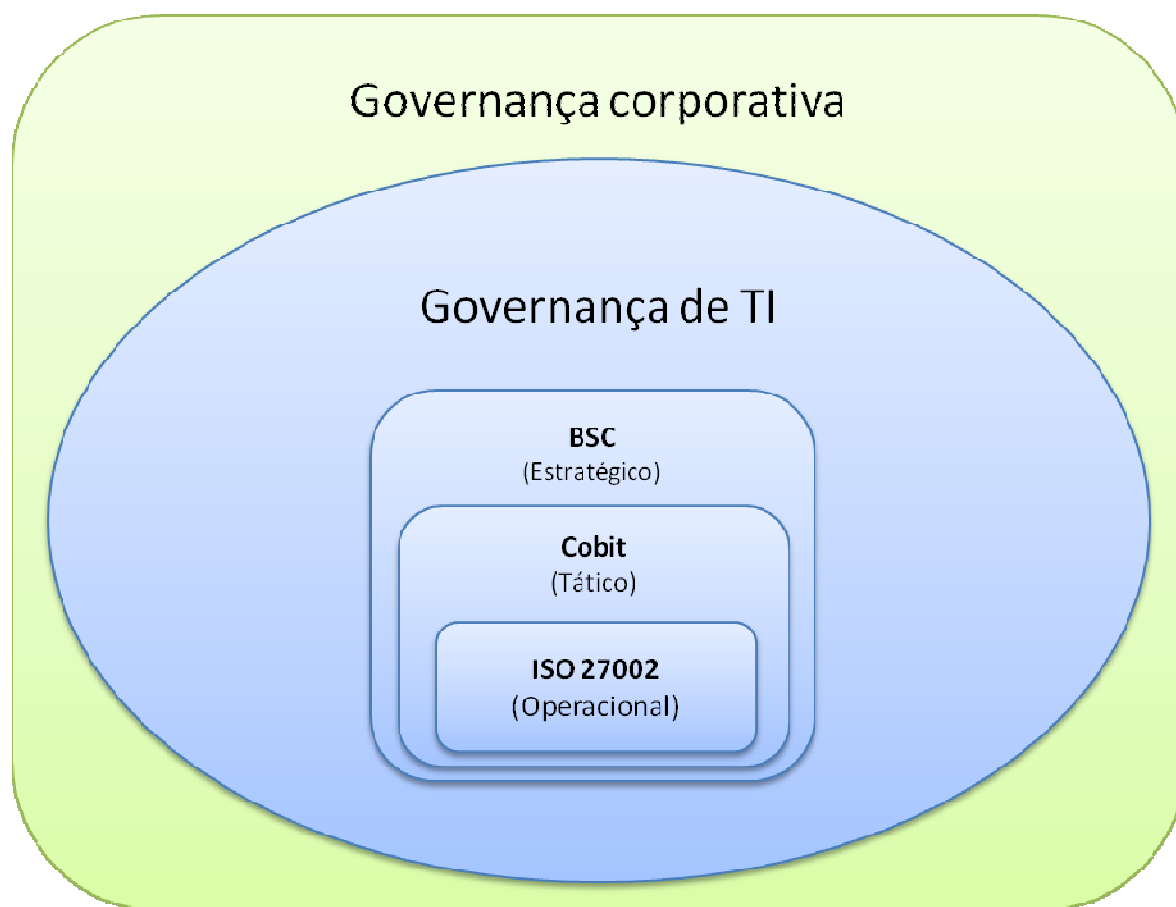 Governança corporativa
Governança de TI
BSC
(Estratégico)
Cobit
(Tático)
ISO 27002
(Operacional)